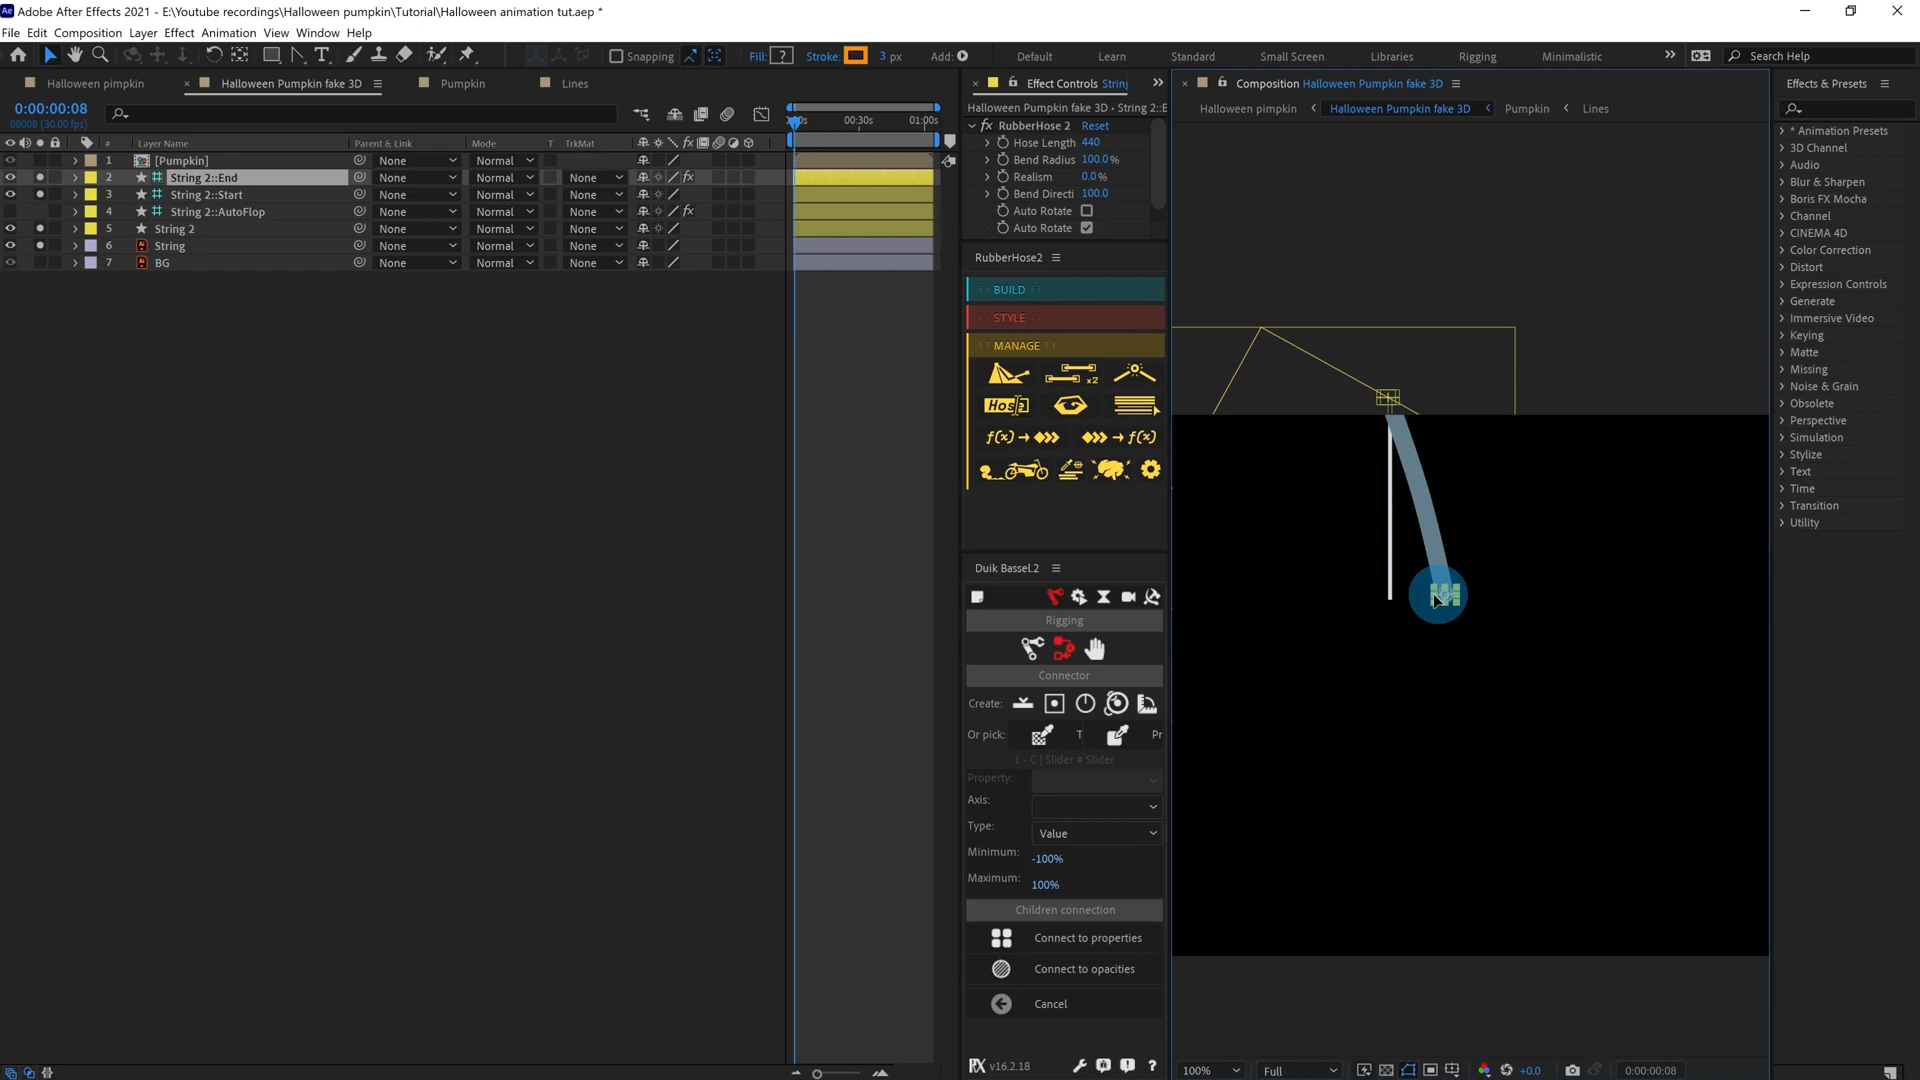 Adobe After Effects 2021 - E:\Youtube recordings\Halloween pumpkin\Tutorial\Halloween animation tut.aep *
File Edit Composition Layer Effect Animation View Window Help
Snapping Fill: ? Stroke: 3 px Add: Default Learn Standard Small Screen Libraries Rigging Minimalistic Search Help
Halloween pimpkin Halloween Pumpkin fake 3D Pumpkin Lines
0:00:00:08
00008 (30.00 fps)
# Layer Name Parent & Link Mode T TrkMat
1 [Pumpkin] None Normal
2 String 2::End None Normal None
3 String 2::Start None Normal None
4 String 2::AutoFlop None Normal None
5 String 2 None Normal None
6 String None Normal None
7 BG None Normal None
00:30s 01:00s
Effect Controls String
Halloween Pumpkin fake 3D • String 2::E
fx RubberHose 2 Reset
Hose Length 440
Bend Radius 100.0%
Realism 0.0%
Bend Directi 100.0
Auto Rotate
Auto Rotate
RubberHose2
BUILD
STYLE
MANAGE
x2
Hose
f(x)
f(x)
Duik Bassel.2
Rigging
Connector
Create:
Or pick: T Pr
1 - C | Slider # Slider
Property:
Axis:
Type: Value
Minimum: -100%
Maximum: 100%
Children connection
Connect to properties
Connect to opacities
Cancel
v16.2.18
Composition Halloween Pumpkin fake 3D
Halloween pimpkin Halloween Pumpkin fake 3D Pumpkin Lines
100% Full +0.0 0:00:00:08
Effects & Presets
* Animation Presets
3D Channel
Audio
Blur & Sharpen
Boris FX Mocha
Channel
CINEMA 4D
Color Correction
Distort
Expression Controls
Generate
Immersive Video
Keying
Matte
Missing
Noise & Grain
Obsolete
Perspective
Simulation
Stylize
Text
Time
Transition
Utility